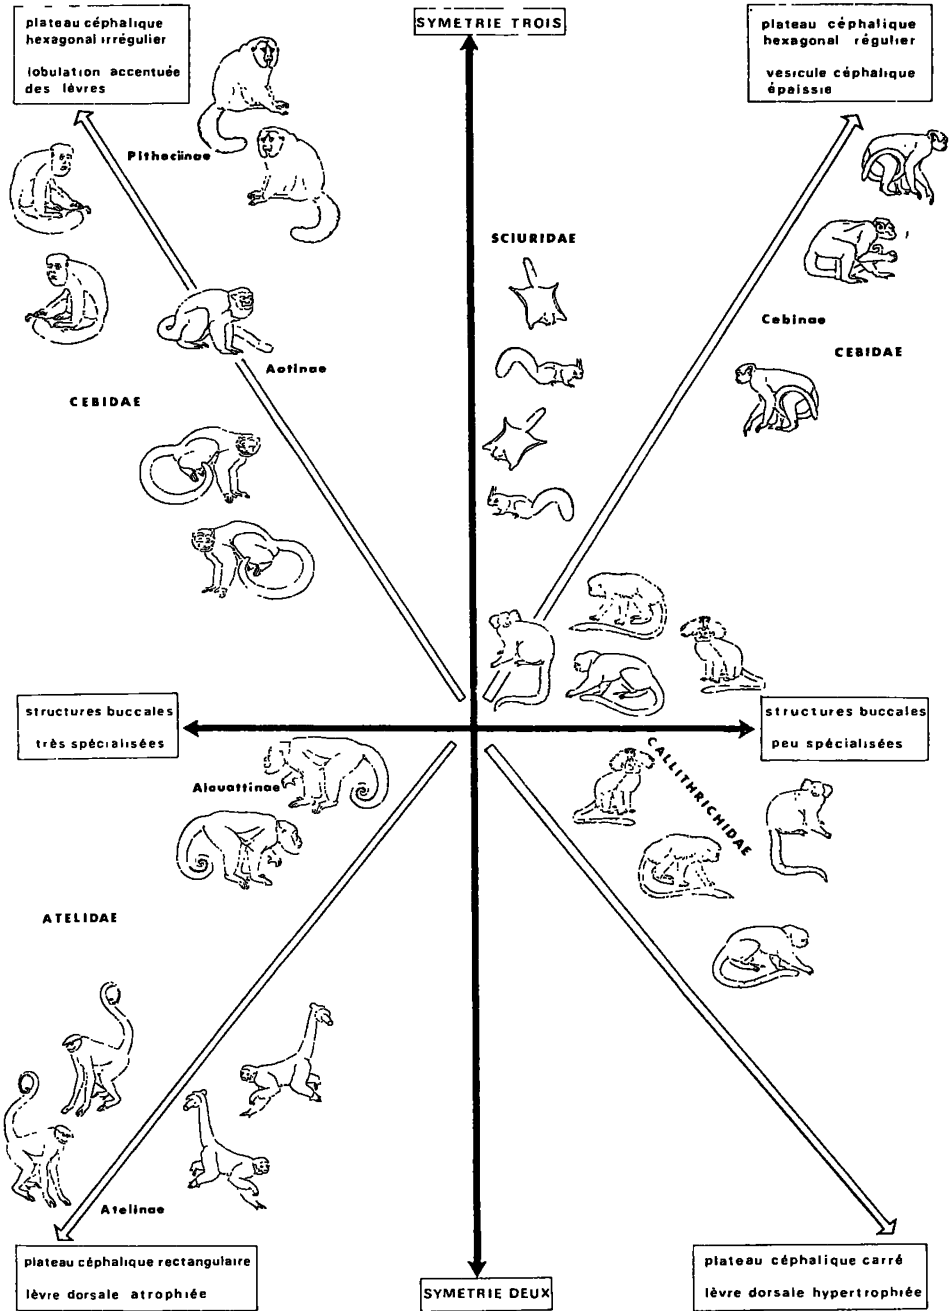 plateau céphalique
hexagonal irrégulier
lobulation accentuée
des lèvres
SYMETRIE TROIS
plateau céphalique
hexagonal régulier
vésicule céphalique
épaissie
Pitheciinae
SCIURIDAE
Cebinae
CEBIDAE
Aotinae
CEBIDAE
structures buccales
très spécialisées
structures buccales
peu spécialisées
Alouattinae
CALLITHRICHIDAE
ATELIDAE
Atelinae
plateau céphalique rectangulaire
lèvre dorsale atrophiée
SYMETRIE DEUX
plateau céphalique carré
lèvre dorsale hypertrophiée